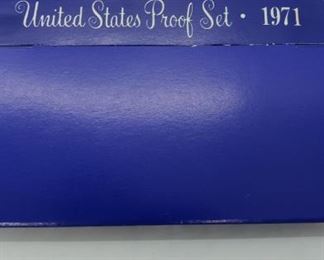 United States Proof Set · 1971